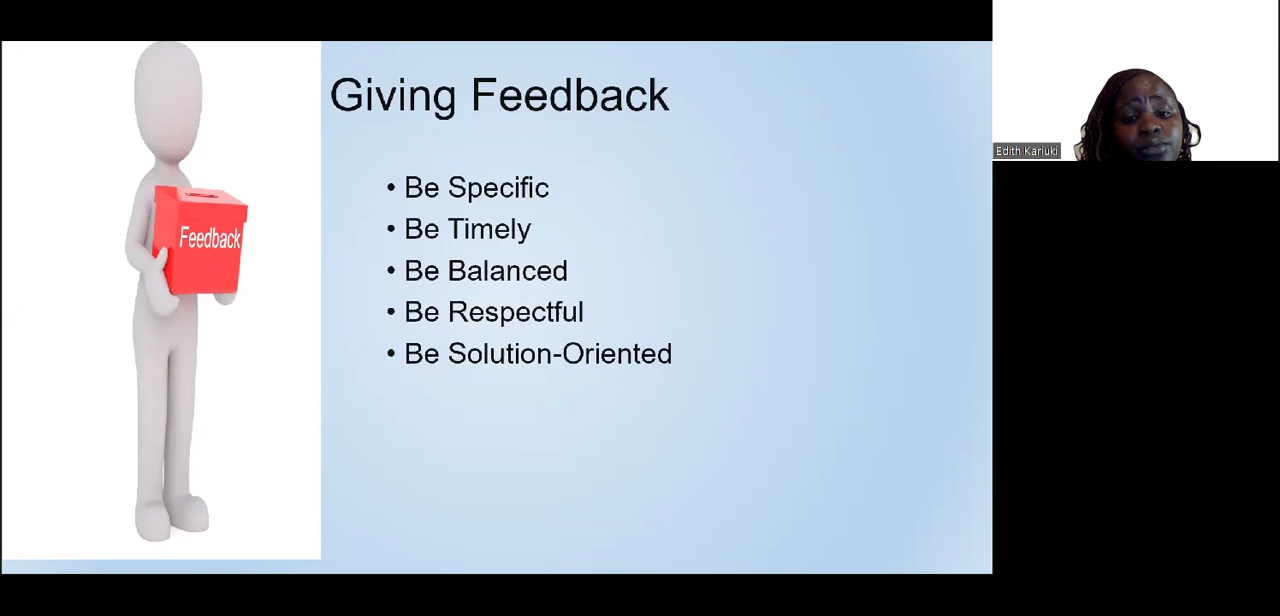 Giving Feedback
Feedback
• Be Specific
• Be Timely
• Be Balanced
• Be Respectful
• Be Solution-Oriented
Edith Kariuki